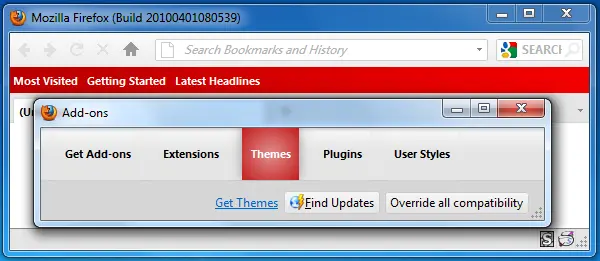 Mozilla Firefox (Build 20100401080539)
Search Bookmarks and History
SEARC
Most Visited Getting Started Latest Headlines
(Un
Add-ons
Get Add-ons Extensions Themes Plugins User Styles
Get Themes Find Updates Override all compatibility
S